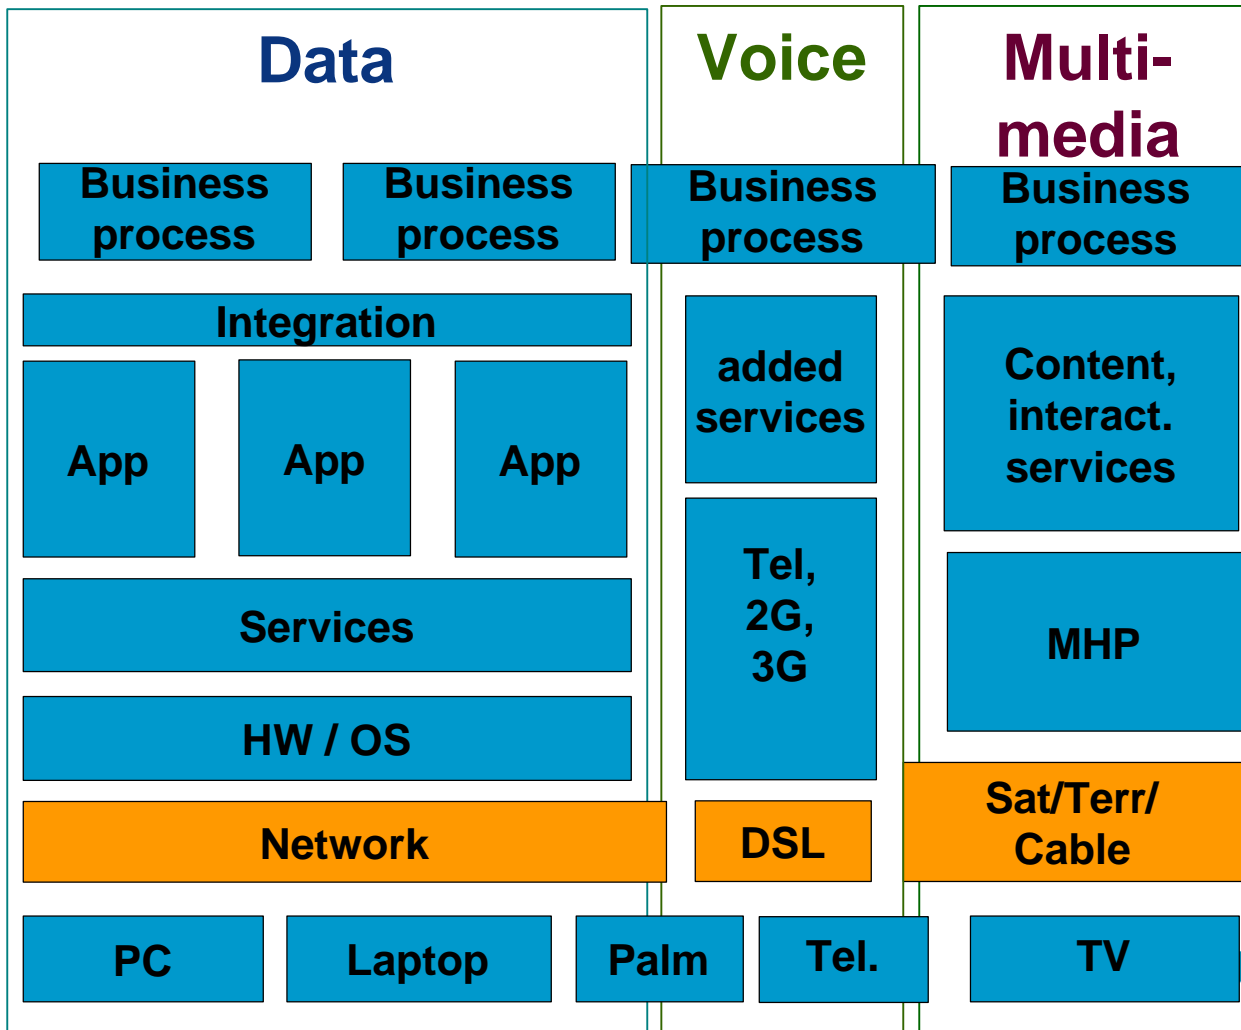 Data
Voice
Multi-
media
Business
process
Business
process
Business
process
Business
process
Integration
added
services
Content,
interact.
services
App
App
App
Tel,
2G,
3G
Services
MHP
HW / OS
Network
DSL
Sat/Terr/
Cable
PC
Laptop
Palm
Tel.
TV